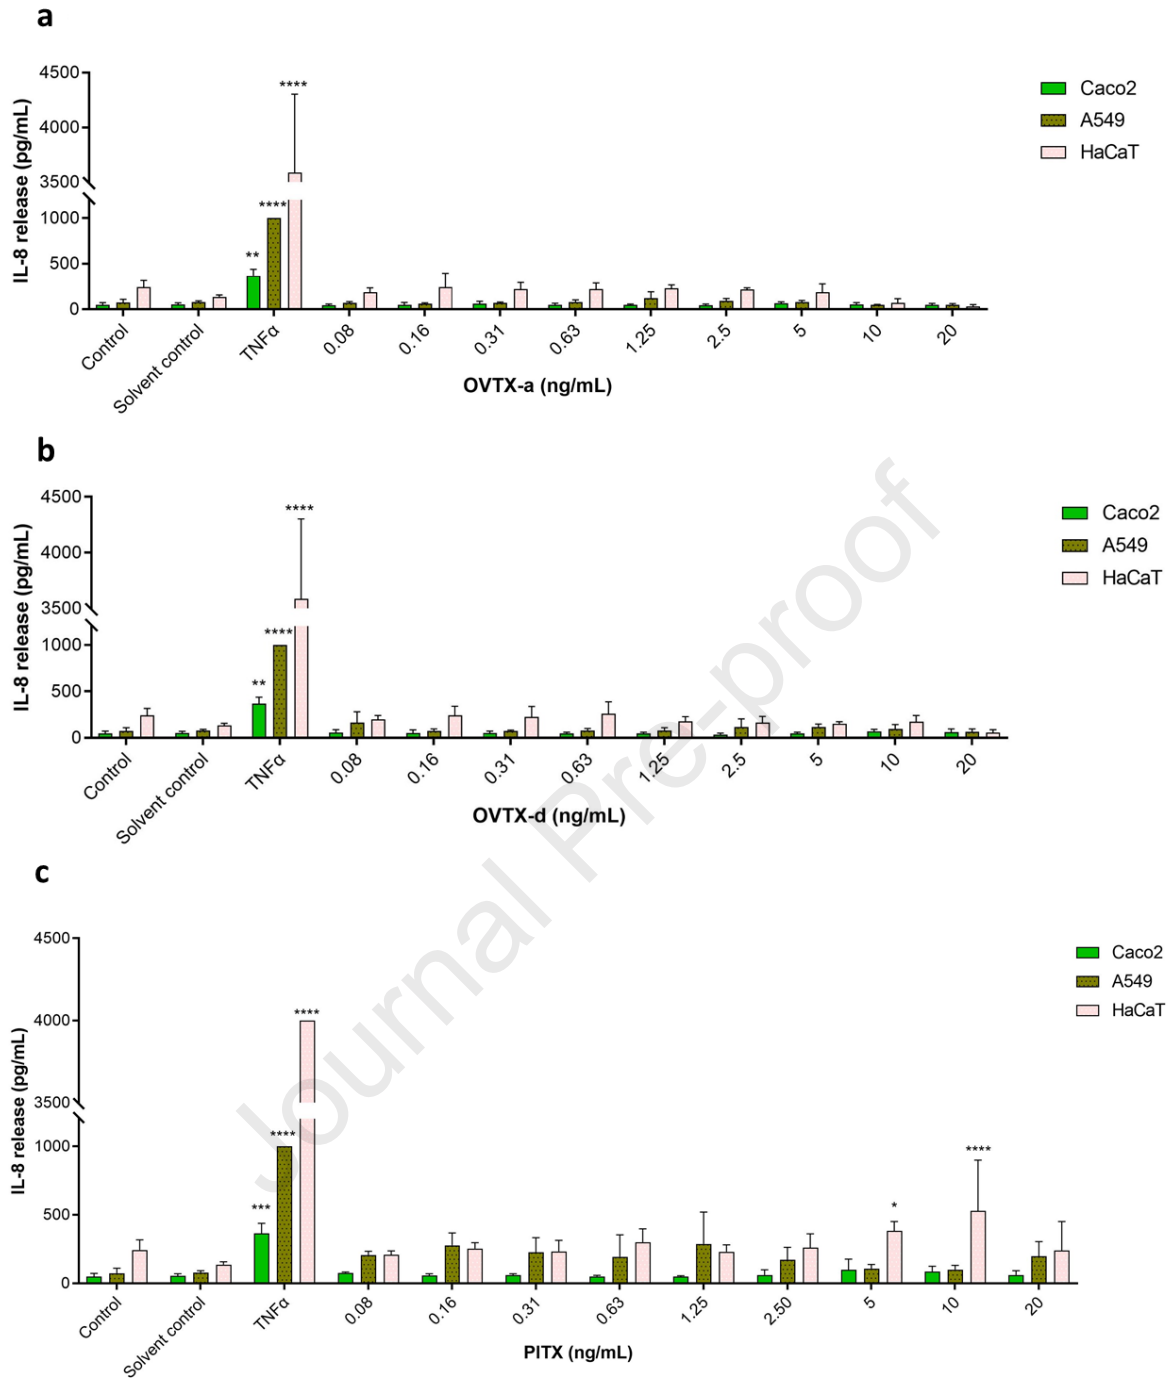 a
4500
4000
3500
1000
500
0
IL-8 release (pg/mL)
**
****
****
Caco2
A549
HaCaT
Control
Solvent control
TNFα
0.08
0.16
0.31
0.63
1.25
2.5
5
10
20
OVTX-a (ng/mL)
b
4500
4000
3500
1000
500
0
IL-8 release (pg/mL)
**
****
****
Caco2
A549
HaCaT
Control
Solvent control
TNFα
0.08
0.16
0.31
0.63
1.25
2.5
5
10
20
OVTX-d (ng/mL)
c
4500
4000
3500
1000
500
0
IL-8 release (pg/mL)
***
****
****
*
****
Caco2
A549
HaCaT
Control
Solvent control
TNFα
0.08
0.16
0.31
0.63
1.25
2.50
5
10
20
PlTX (ng/mL)
Journal Pre-proof